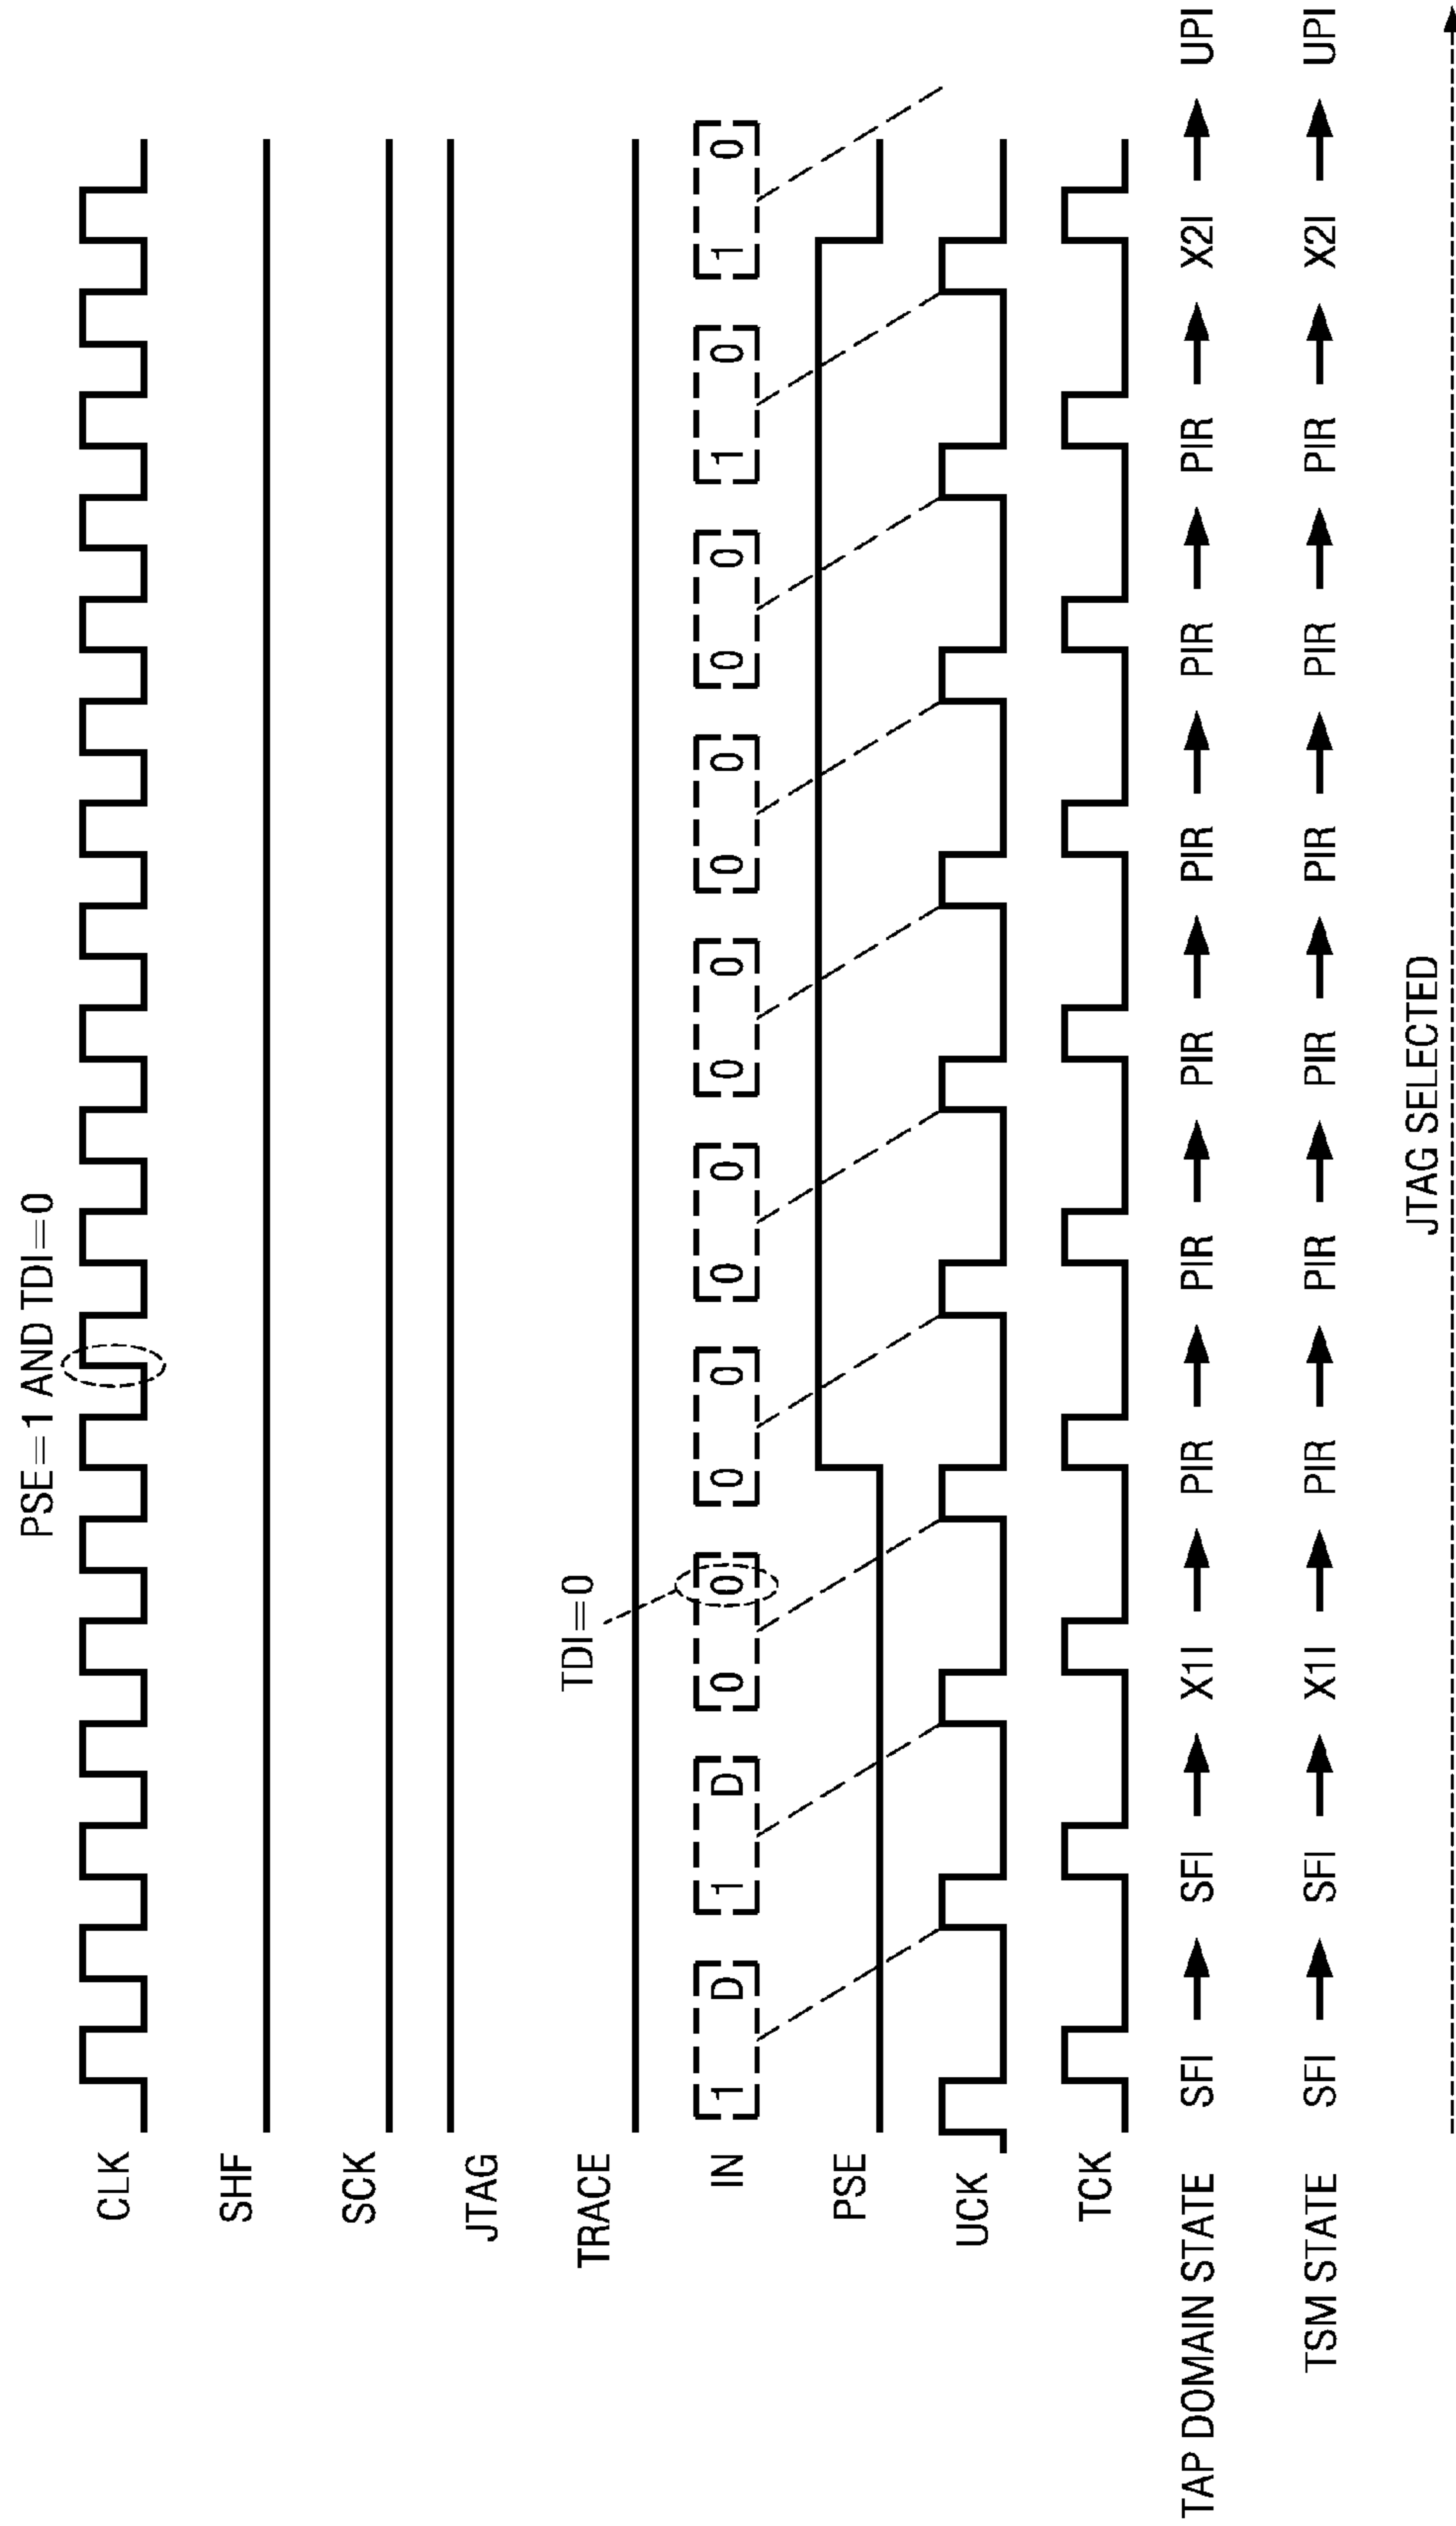 PSE=1 AND TDI=0
CLK
SHF
SCK
JTAG
TDI=0
TRACE
IN 1 D 1 D 0 0 0 0 0 0 0 0 0 0 0 0 1 0 1 0
PSE
UCK
TCK
TAP DOMAIN STATE SFI SFI X1I PIR PIR PIR PIR PIR PIR X2I UPI
TSM STATE SFI SFI X1I PIR PIR PIR PIR PIR PIR X2I UPI
JTAG SELECTED